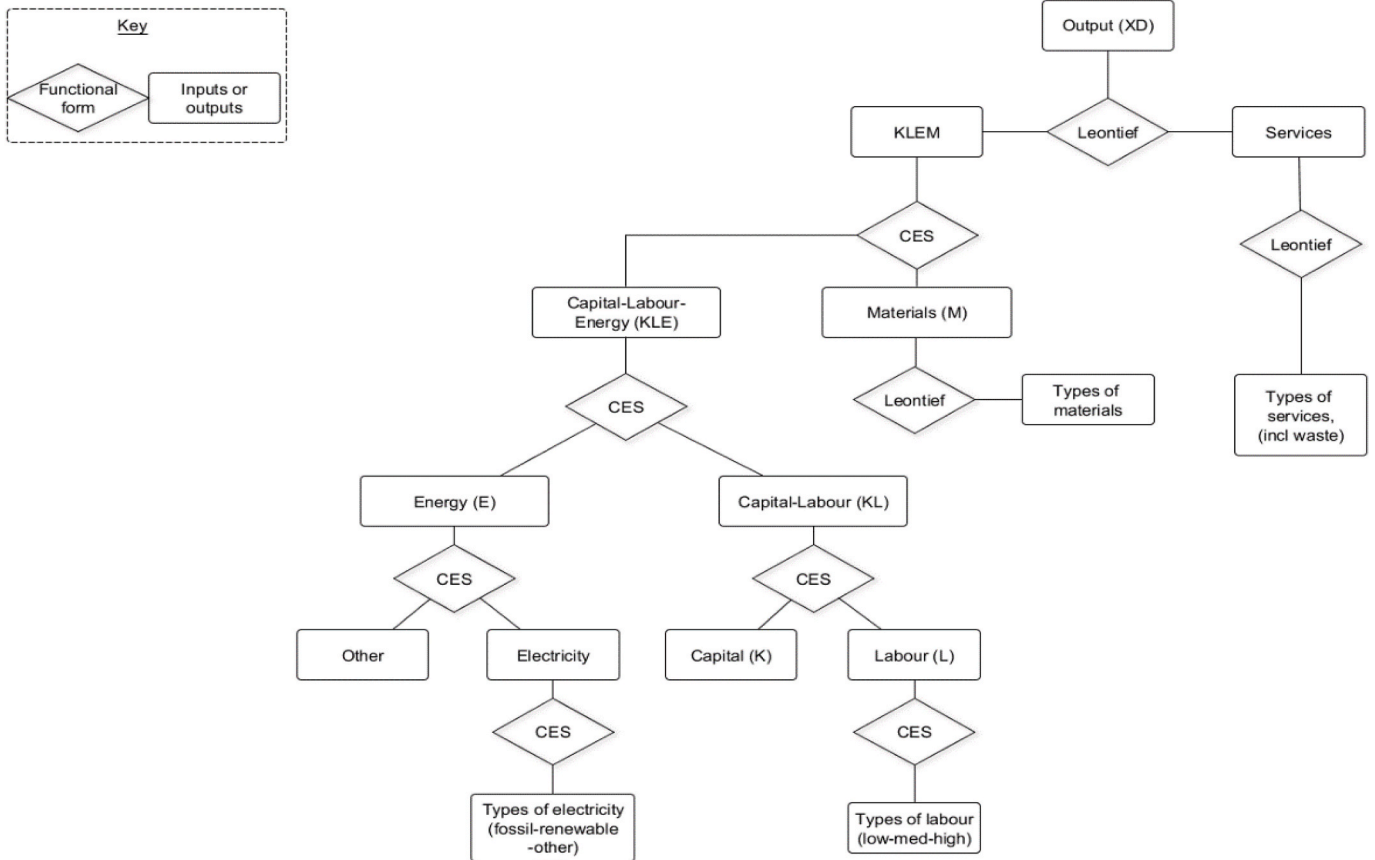 Key
Functional
form
Inputs or
outputs
Output (XD)
KLEM
Leontief
Services
CES
Leontief
Capital-Labour-
Energy (KLE)
Materials (M)
CES
Leontief
Types of
materials
Types of
services,
(incl waste)
Energy (E)
Capital-Labour (KL)
CES
CES
Other
Electricity
Capital (K)
Labour (L)
CES
CES
Types of electricity
(fossil-renewable
-other)
Types of labour
(low-med-high)